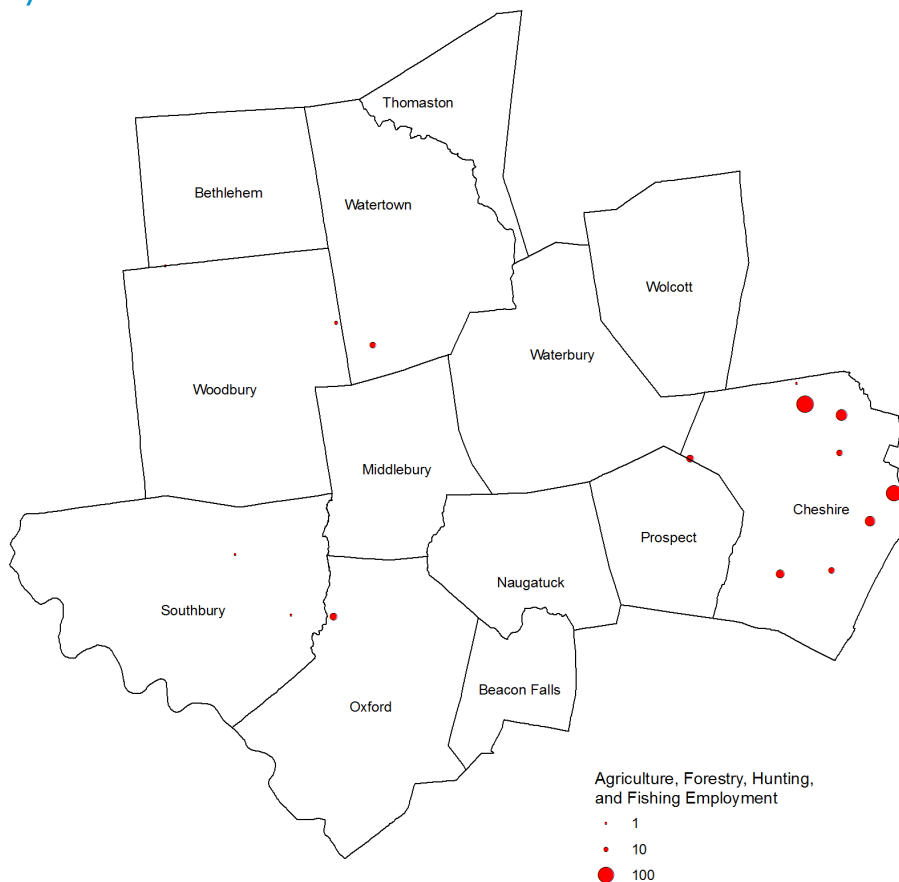 Thomaston
Bethlehem
Watertown
Wolcott
Waterbury
Woodbury
Middlebury
Cheshire
Prospect
Naugatuck
Southbury
Beacon Falls
Oxford
Agriculture, Forestry, Hunting,
and Fishing Employment
1
10
100